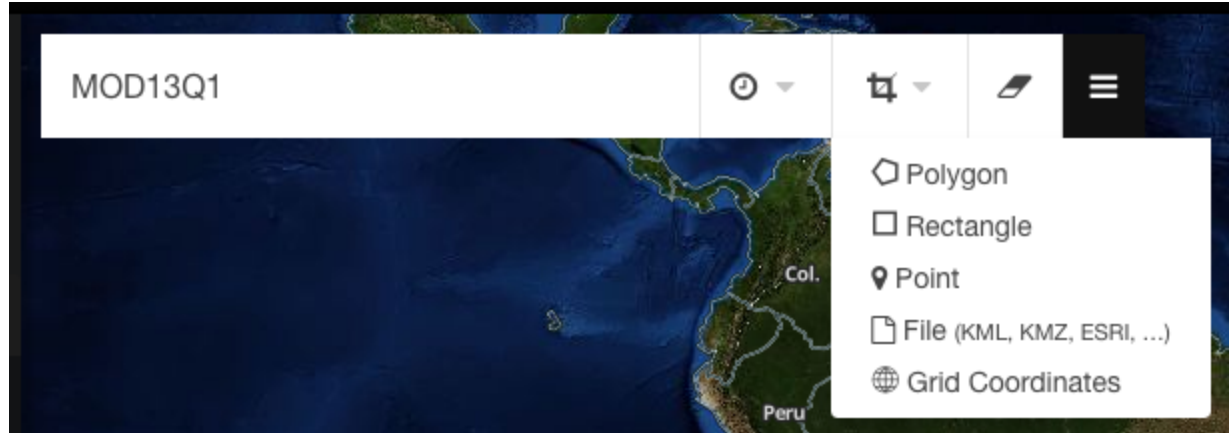 MOD13Q1
Polygon
Rectangle
Point
File (KML, KMZ, ESRI, ...)
Grid Coordinates
Col.
Peru